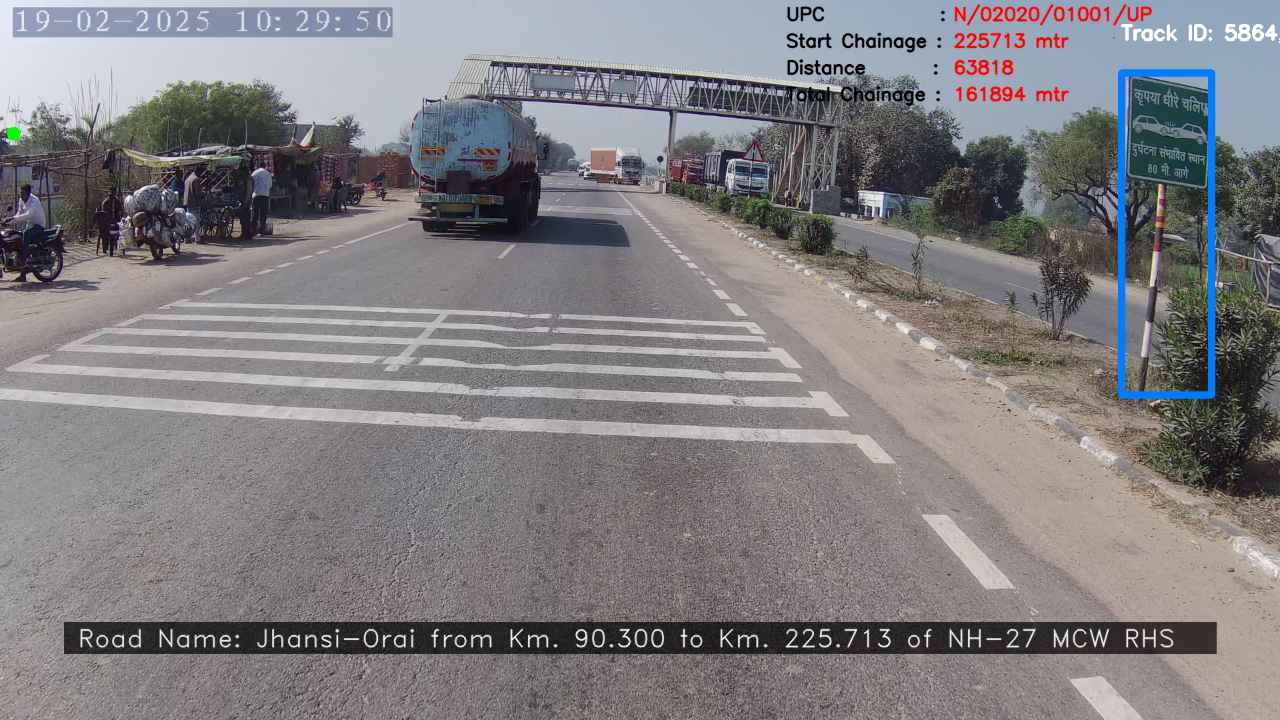 19-02-2025 10:29:50
UPC : N/02020/01001/UP
Start Chainage : 225713 mtr
Distance : 63818
Total Chainage : 161894 mtr
Track ID: 5864
कृपया धीरे चलिए
दुर्घटना संभावित स्थान
80 मी. आगे
Road Name: Jhansi-Orai from Km. 90.300 to Km. 225.713 of NH-27 MCW RHS